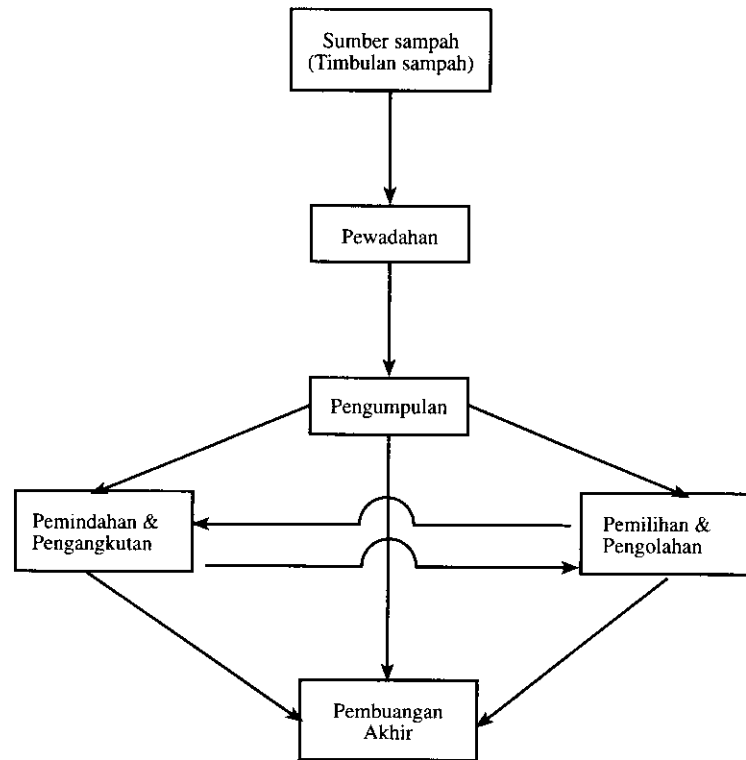 Sumber sampah
(Timbulan sampah)
Pewadahan
Pengumpulan
Pemindahan &
Pengangkutan
Pemilihan &
Pengolahan
Pembuangan
Akhir